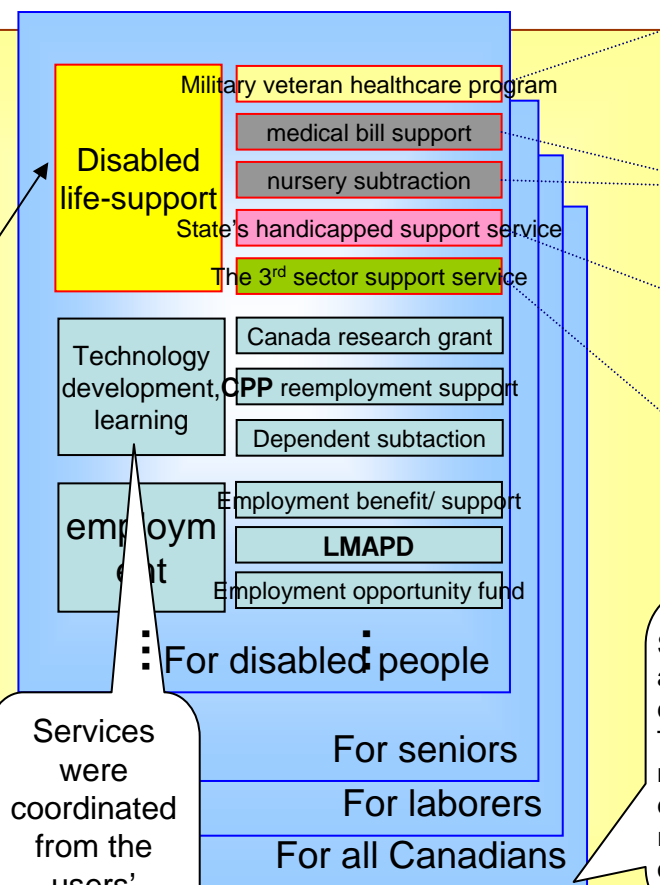 Disabled
life-support
Military veteran healthcare program
medical bill support
nursery subtraction
State's handicapped support service
The 3rd sector support service
Technology
development,
learning
Canada research grant
CPP reemployment support
Dependent subtaction
employm
ent
Employment benefit/ support
LMAPD
Employment opportunity fund
For disabled people
For seniors
For laborers
For all Canadians
Services
were
coordinated
from the
users'